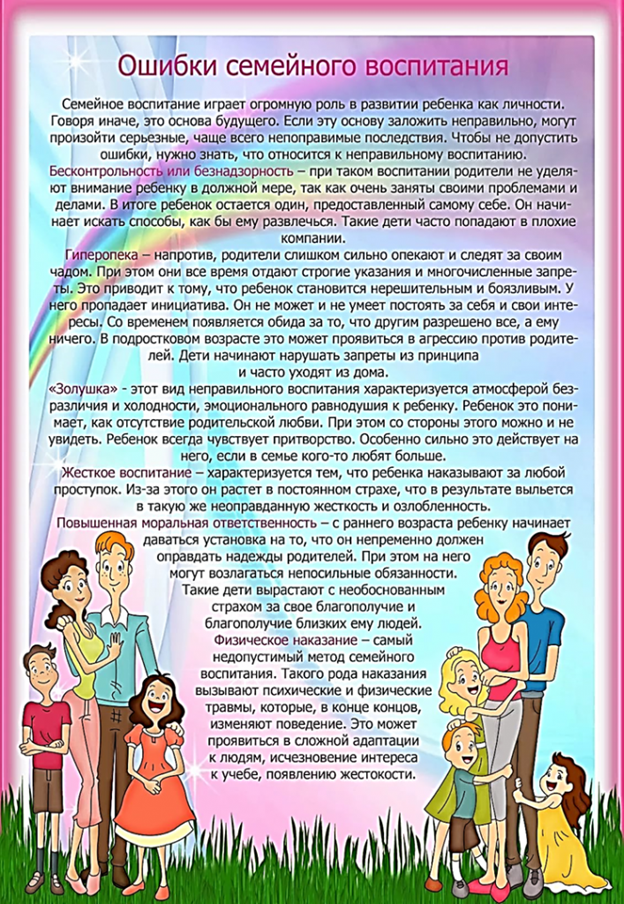 Ошибки семейного воспитания
Семейное воспитание играет огромную роль в развитии ребенка как личности.
Говоря иначе, это основа будущего. Если эту основу заложить неправильно, могут
произойти серьезные, чаще всего непоправимые последствия. Чтобы не допустить
ошибки, нужно знать, что относится к неправильному воспитанию.
Бесконтрольность или безнадзорность – при таком воспитании родители не уделя-
ют внимание ребенку в должной мере, так как очень заняты своими проблемами и
делами. В итоге ребенок остается один, предоставленный самому себе. Он начи-
нает искать способы, как бы ему развлечься. Такие дети часто попадают в плохие
компании.
Гиперопека – напротив, родители слишком сильно опекают и следят за своим
чадом. При этом они все время отдают строгие указания и многочисленные запре-
ты. Это приводит к тому, что ребенок становится нерешительным и боязливым. У
него пропадает инициатива. Он не может и не умеет постоять за себя и свои инте-
ресы. Со временем появляется обида за то, что другим разрешено все, а ему
ничего. В подростковом возрасте это может проявиться в агрессию против родите-
лей. Дети начинают нарушать запреты из принципа
и часто уходят из дома.
«Золушка» - этот вид неправильного воспитания характеризуется атмосферой без-
различия и холодности, эмоционального равнодушия к ребенку. Ребенок это пони-
мает, как отсутствие родительской любви. При этом со стороны этого можно и не
увидеть. Ребенок всегда чувствует притворство. Особенно сильно это действует на
него, если в семье кого-то любят больше.
Жесткое воспитание – характеризуется тем, что ребенка наказывают за любой
проступок. Из-за этого он растет в постоянном страхе, что в результате выльется
в такую же неоправданную жесткость и озлобленность.
Повышенная моральная ответственность – с раннего возраста ребенку начинает
даваться установка на то, что он непременно должен
оправдать надежды родителей. При этом на него
могут возлагаться непосильные обязанности.
Такие дети вырастают с необоснованным
страхом за свое благополучие и
благополучие близких ему людей.
Физическое наказание – самый
недопустимый метод семейного
воспитания. Такого рода наказания
вызывают психические и физические
травмы, которые, в конце концов,
изменяют поведение. Это может
проявиться в сложной адаптации
к людям, исчезновение интереса
к учебе, появлению жестокости.